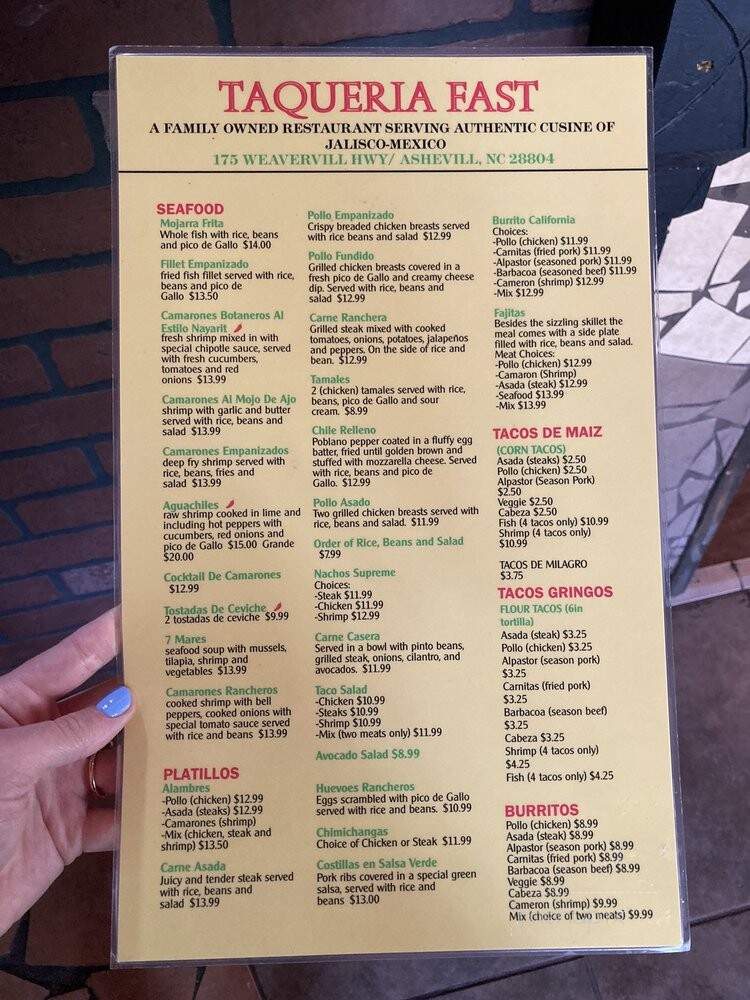 TAQUERIA FAST
A FAMILY OWNED RESTAURANT SERVING AUTHENTIC CUSINE OF
JALISCO-MEXICO
175 WEAVERVILL HWY/ ASHEVILL, NC 28804
SEAFOOD
Mojarra Frita
Whole fish with rice, beans
and pico de Gallo $14.00
Fillet Empanizado
fried fish fillet served with rice,
beans and pico de
Gallo $13.50
Camarones Botaneros Al
Estilo Nayarit
fresh shrimp mixed in with
special chipotle sauce, served
with fresh cucumbers,
tomatoes and red
onions $13.99
Camarones Al Mojo De Ajo
shrimp with garlic and butter
served with rice, beans and
salad $13.99
Camarones Empanizados
deep fry shrimp served with
rice, beans, fries and
salad $13.99
Aguachiles
raw shrimp cooked in lime and
including hot peppers with
cucumbers, red onions and
pico de Gallo $15.00 Grande
$20.00
Cocktail De Camarones
$12.99
Tostadas De Ceviche
2 tostadas de ceviche $9.99
7 Mares
seafood soup with mussels,
tilapia, shrimp and
vegetables $13.99
Camarones Rancheros
cooked shrimp with bell
peppers, cooked onions with
special tomato sauce served
with rice and beans $13.99
PLATILLOS
Alambres
-Pollo (chicken) $12.99
-Asada (steaks) $12.99
-Camarones (shrimp)
-Mix (chicken, steak and
shrimp) $13.50
Carne Asada
Juicy and tender steak served
with rice, beans and
salad $13.99
Pollo Empanizado
Crispy breaded chicken breasts served
with rice beans and salad $12.99
Pollo Fundido
Grilled chicken breasts covered in a
fresh pico de Gallo and creamy cheese
dip. Served with rice, beans and
salad $12.99
Carne Ranchera
Grilled steak mixed with cooked
tomatoes, onions, potatoes, jalapeños
and peppers. On the side of rice and
bean. $12.99
Tamales
2 (chicken) tamales served with rice,
beans, pico de Gallo and sour
cream. $8.99
Chile Relleno
Poblano pepper coated in a fluffy egg
batter, fried until golden brown and
stuffed with mozzarella cheese. Served
with rice, beans and pico de
Gallo. $12.99
Pollo Asado
Two grilled chicken breasts served with
rice, beans and salad. $11.99
Order of Rice, Beans and Salad
$7.99
Nachos Supreme
Choices:
-Steak $11.99
-Chicken $11.99
-Shrimp $12.99
Carne Casera
Served in a bowl with pinto beans,
grilled steak, onions, cilantro, and
avocados. $11.99
Taco Salad
-Chicken $10.99
-Steaks $10.99
-Shrimp $10.99
-Mix (two meats only) $11.99
Avocado Salad $8.99
Huevoes Rancheros
Eggs scrambled with pico de Gallo
served with rice and beans. $10.99
Chimichangas
Choice of Chicken or Steak $11.99
Costillas en Salsa Verde
Pork ribs covered in a special green
salsa, served with rice and
beans $13.00
Burrito California
Choices:
-Pollo (chicken) $11.99
-Carnitas (fried pork) $11.99
-Alpastor (seasoned pork) $11.99
-Barbacoa (seasoned beef) $11.99
-Cameron (shrimp) $12.99
-Mix $12.99
Fajitas
Besides the sizzling skillet the
meal comes with a side plate
filled with rice, beans and salad.
Meat Choices:
-Pollo (chicken) $12.99
-Camaron (Shrimp)
-Asada (steak) $12.99
-Seafood $13.99
-Mix $13.99
TACOS DE MAIZ
(CORN TACOS)
Asada (steaks) $2.50
Pollo (chicken) $2.50
Alpastor (Season Pork)
$2.50
Veggie $2.50
Cabeza $2.50
Fish (4 tacos only) $10.99
Shrimp (4 tacos only)
$10.99
TACOS DE MILAGRO
$3.75
TACOS GRINGOS
FLOUR TACOS (6in
tortilla)
Asada (steak) $3.25
Pollo (chicken) $3.25
Alpastor (season pork)
$3.25
Carnitas (fried pork)
$3.25
Barbacoa (season beef)
$3.25
Cabeza $3.25
Shrimp (4 tacos only)
$4.25
Fish (4 tacos only) $4.25
BURRITOS
Pollo (chicken) $8.99
Asada (steak) $8.99
Alpastor (season pork) $8.99
Carnitas (fried pork) $8.99
Barbacoa (season beef) $8.99
Veggie $8.99
Cabeza $8.99
Cameron (shrimp) $9.99
Mix (choice of two meats) $9.99